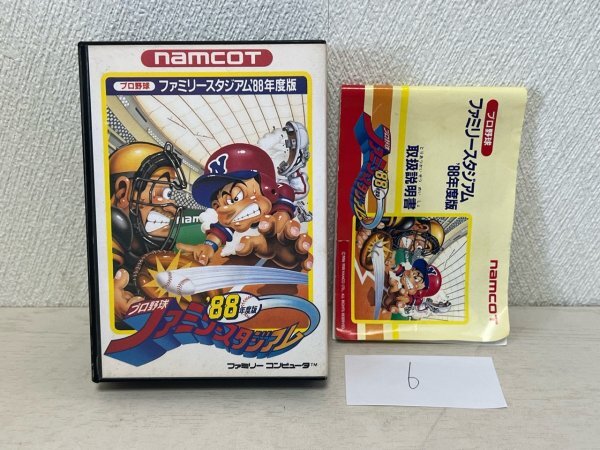 namcot
プロ野球 ファミリースタジアム'88年度版
N
プロ野球 '88年度版
ファミリースタジアム
ファミリー コンピュータ™
プロ野球
ファミリースタジアム
'88年度版
取扱説明書
namcot
6